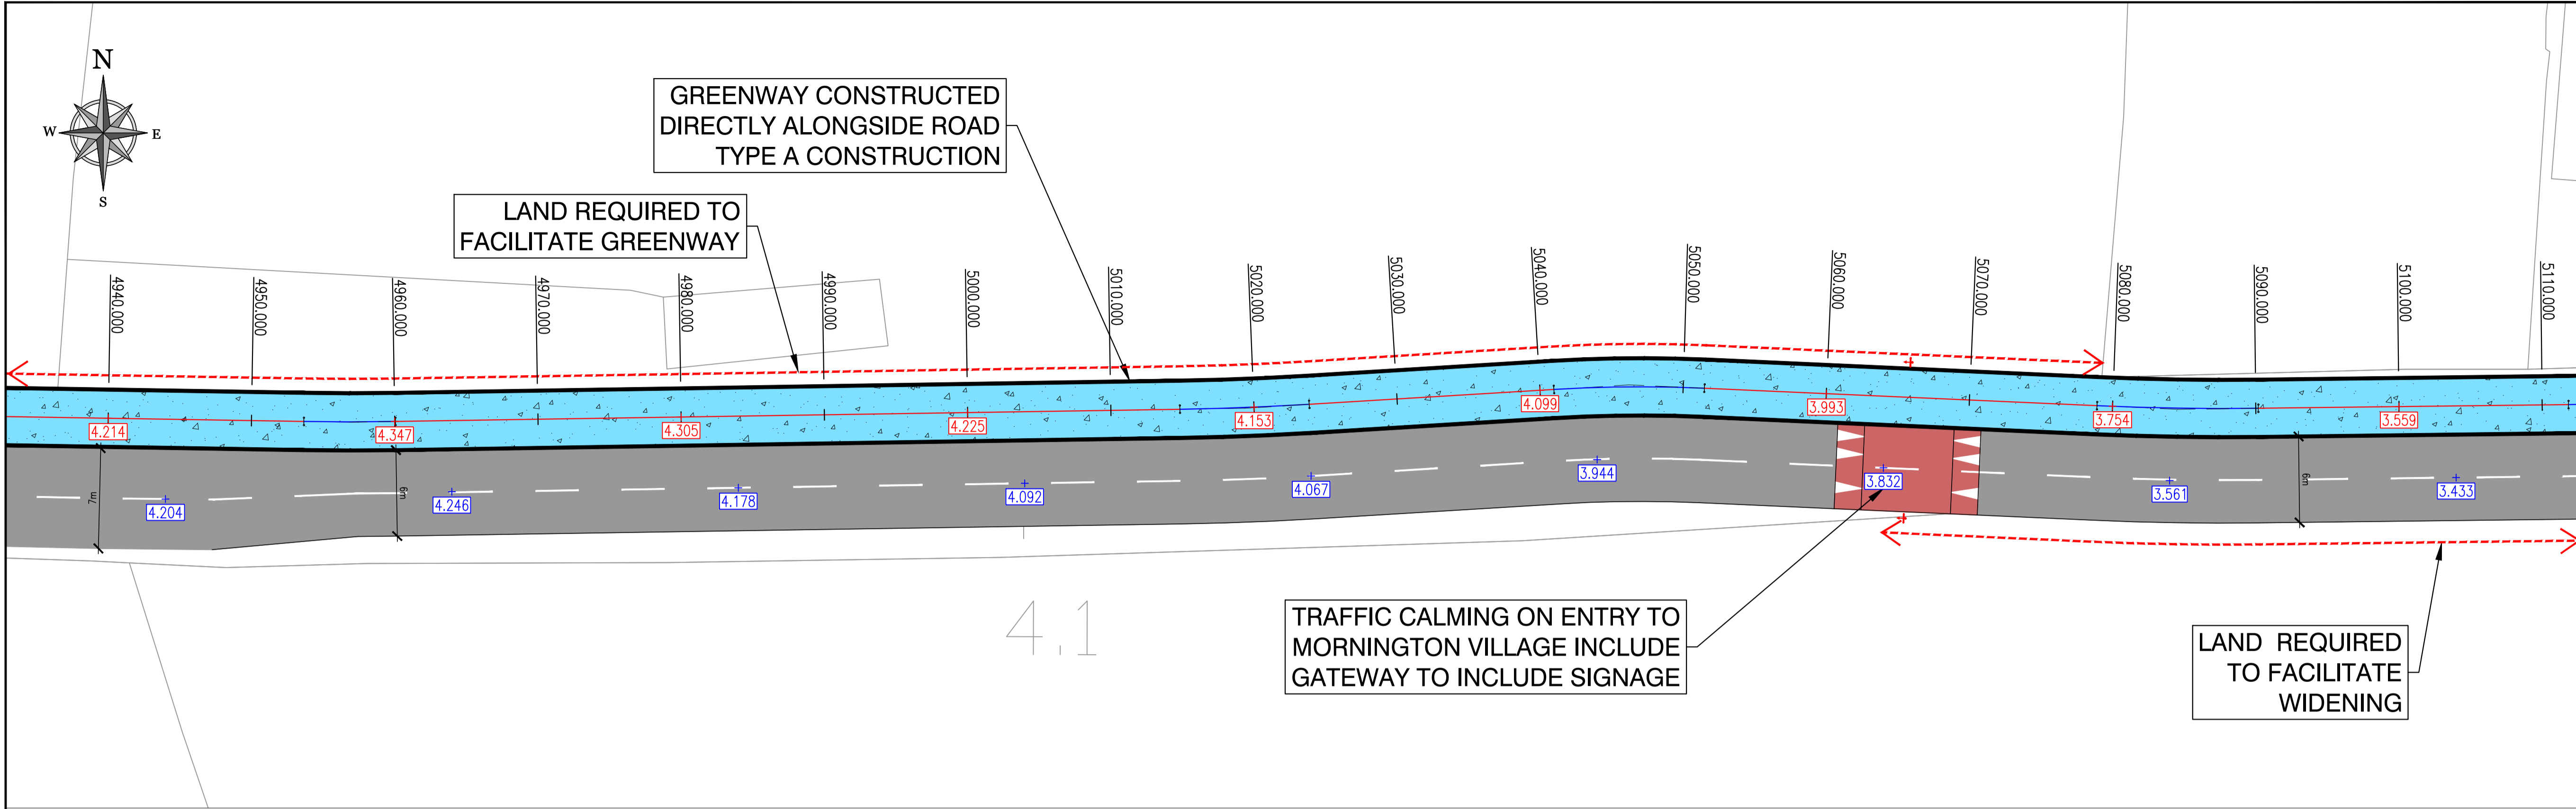 N
W
E
S
GREENWAY CONSTRUCTED
DIRECTLY ALONGSIDE ROAD
TYPE A CONSTRUCTION
LAND REQUIRED TO
FACILITATE GREENWAY
4940.000
4950.000
4960.000
4970.000
4980.000
4990.000
5000.000
5010.000
5020.000
5030.000
5040.000
5050.000
5060.000
5070.000
5080.000
5090.000
5100.000
5110.000
4.214
4.347
4.305
4.225
4.153
4.099
3.993
3.754
3.559
7m
6m
6m
4.204
4.246
4.178
4.092
4.067
3.944
3.832
3.561
3.433
4.1
TRAFFIC CALMING ON ENTRY TO
MORNINGTON VILLAGE INCLUDE
GATEWAY TO INCLUDE SIGNAGE
LAND REQUIRED
TO FACILITATE
WIDENING